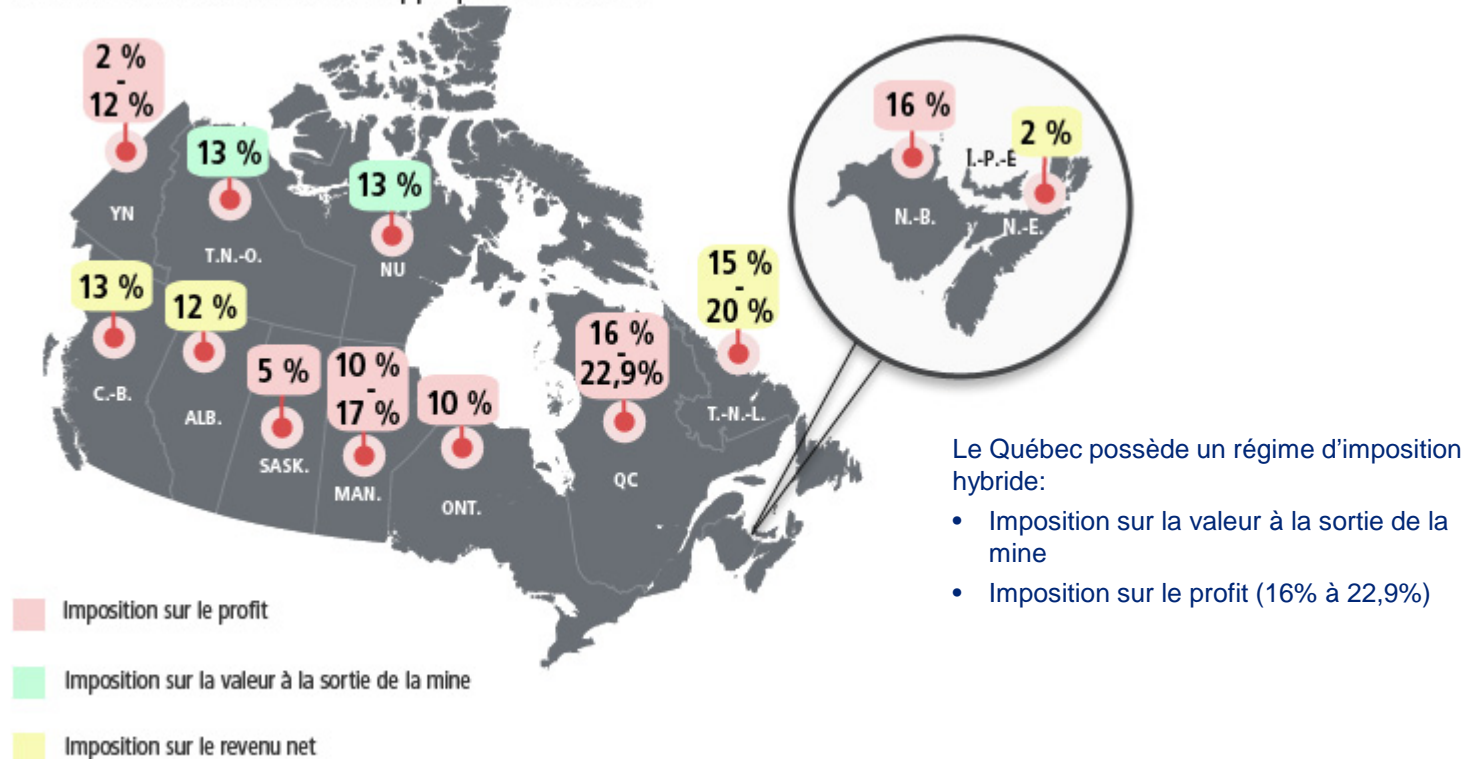 2 %
-
12 %
13 %
13 %
YN
T.N.-O.
NU
13 %
12 %
5 %
10 %
-
17 %
10 %
16 %
-
22,9%
15 %
-
20 %
C.-B.
ALB.
SASK.
MAN.
ONT.
QC
T.-N.-L.
16 %
2 %
-P.-E
N.-B.
N.-E.
Le Québec possède un régime d’imposition
hybride:
• Imposition sur la valeur à la sortie de la
mine
• Imposition sur le profit (16% à 22,9%)
Imposition sur le profit
Imposition sur la valeur à la sortie de la mine
Imposition sur le revenu net